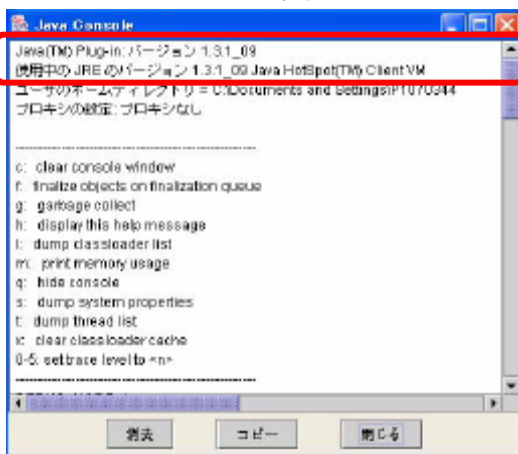 Java Console
Java(TM) Plug-in: バージョン 1.3.1_09
使用中の JRE のバージョン 1.3.1_09 Java HotSpot(TM) Client VM
ユーザのホームディレクトリ = C:\Documents and Settings\P1070344
プロキシの設定: プロキシなし
----------------------------------------------------
c: clear console window
f: finalize objects on finalization queue
g: garbage collect
h: display this help message
l: dump classloader list
m: print memory usage
q: hide console
s: dump system properties
t: dump thread list
x: clear classloader cache
0-5: set trace level to <n>
----------------------------------------------------
消去 コピー 閉じる